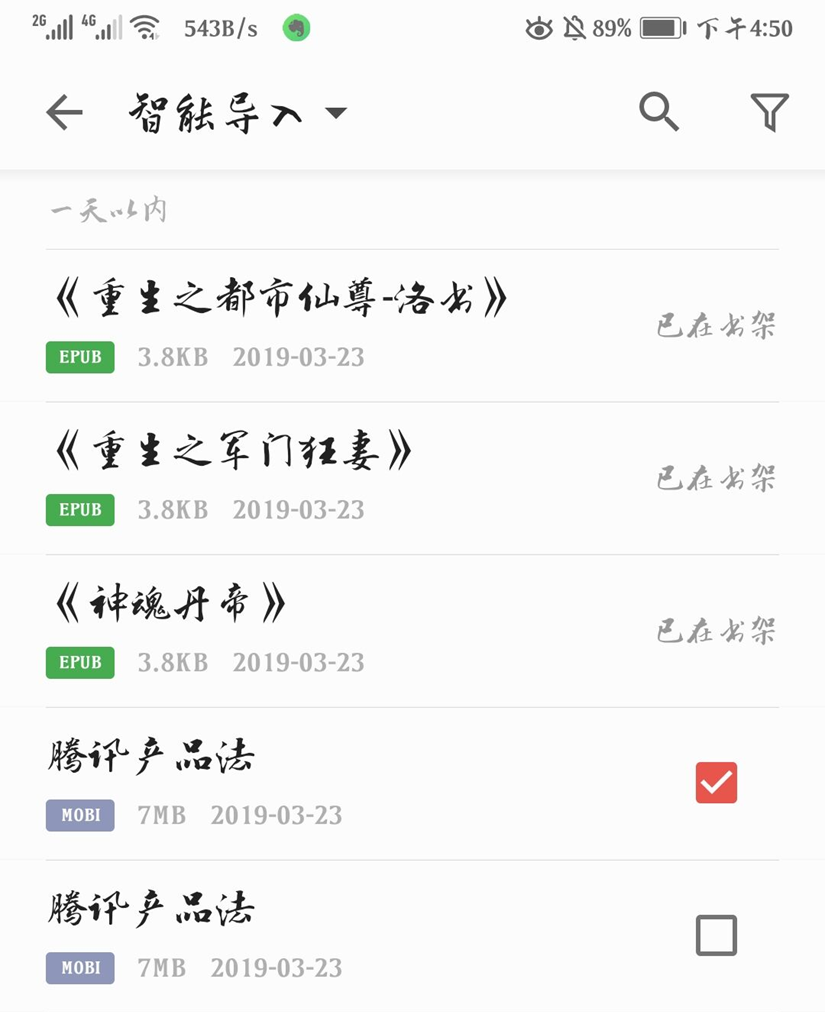 2G 4G 543B/s 89% 下午4:50
智能导入
一天以内
《重生之都市仙尊-洛书》
已在书架
EPUB 3.8KB 2019-03-23
《重生之军门狂妻》
已在书架
EPUB 3.8KB 2019-03-23
《神魂丹帝》
已在书架
EPUB 3.8KB 2019-03-23
腾讯产品法
MOBI 7MB 2019-03-23
腾讯产品法
MOBI 7MB 2019-03-23